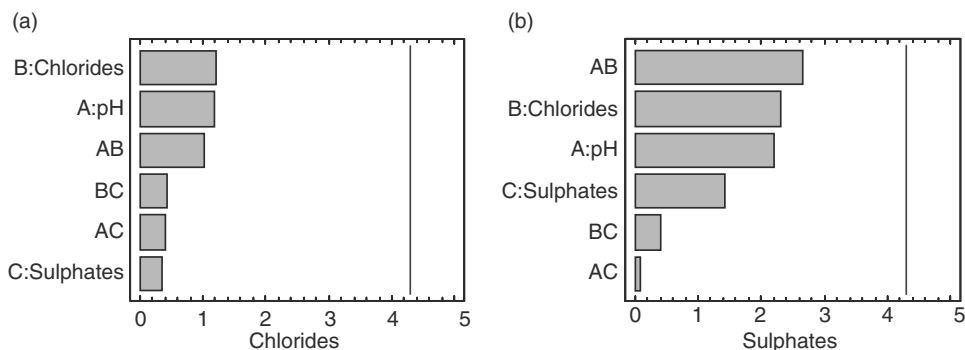 (a)
B:Chlorides
A:pH
AB
BC
AC
C:Sulphates
0 1 2 3 4 5
Chlorides
(b)
AB
B:Chlorides
A:pH
C:Sulphates
BC
AC
0 1 2 3 4 5
Sulphates